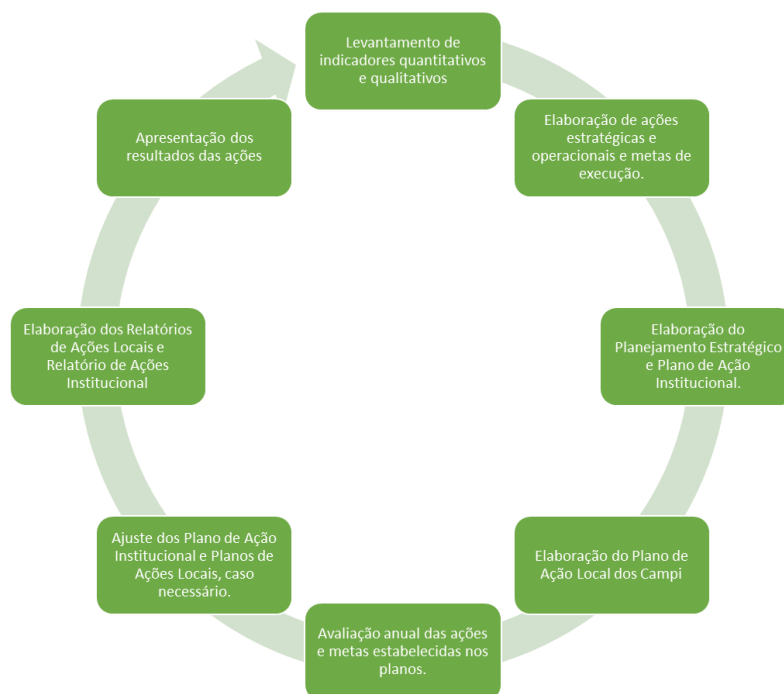 Levantamento de
indicadores quantitativos
e qualitativos
Elaboração de ações
estratégicas e
operacionais e metas de
execução.
Elaboração do
Planejamento Estratégico
e Plano de Ação
Institucional.
Elaboração do Plano de
Ação Local dos Campi
Avaliação anual das ações
e metas estabelecidas nos
planos.
Ajuste dos Plano de Ação
Institucional e Planos de
Ações Locais, caso
necessário.
Elaboração dos Relatórios
de Ações Locais e
Relatório de Ações
Institucional
Apresentação dos
resultados das ações